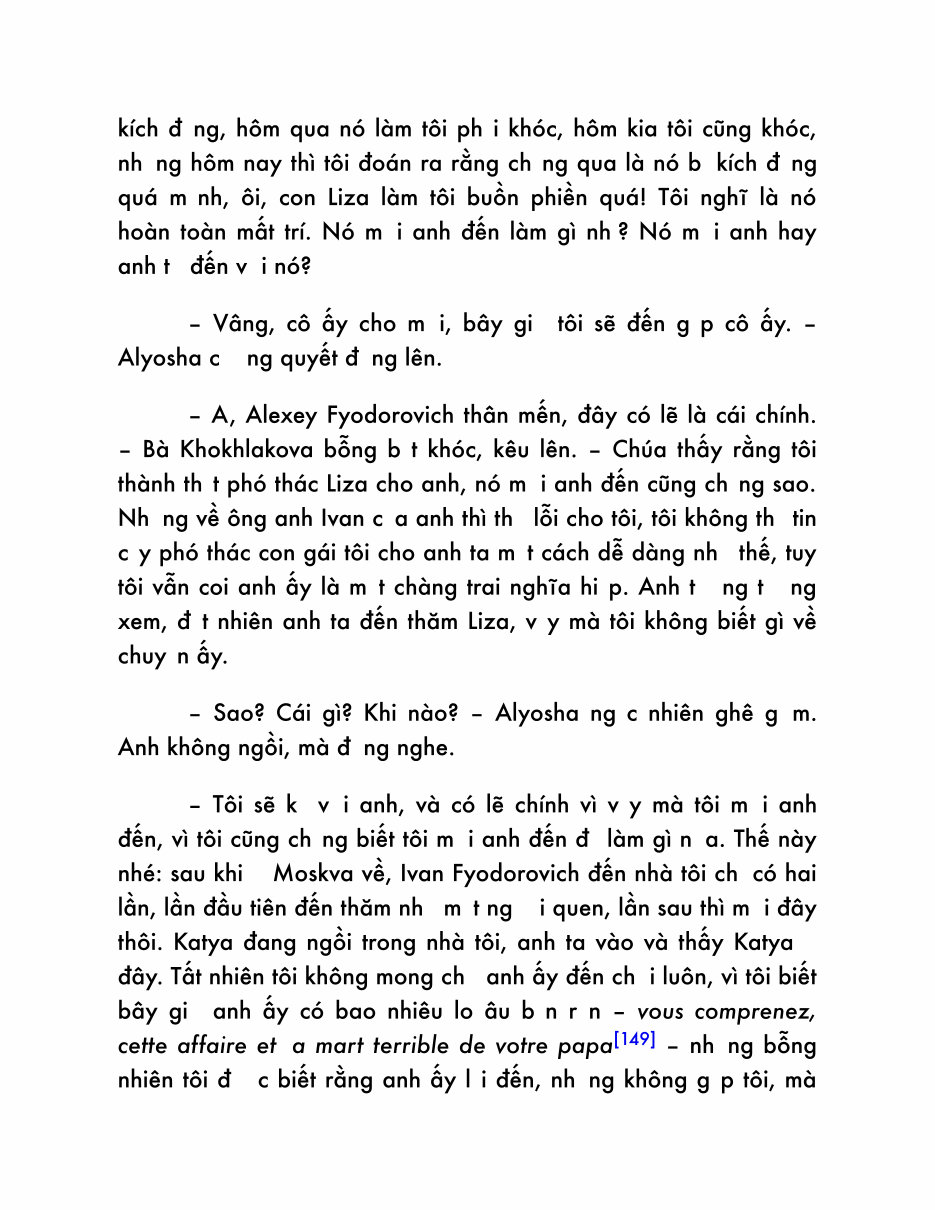 kích đ ng, hôm qua nó làm tôi ph i khóc, hôm kia tôi cũng khóc,
nh ng hôm nay thì tôi đoán ra rằng ch ng qua là nó b kích đ ng
quá m nh, ôi, con Liza làm tôi buồn phiền quá! Tôi nghĩ là nó
hoàn toàn mất trí. Nó m i anh đến làm gì nh ? Nó m i anh hay
anh t đến v i nó?
– Vâng, cô ấy cho m i, bây gi tôi sẽ đến g p cô ấy. –
Alyosha c ng quyết đ ng lên.
– A, Alexey Fyodorovich thân mến, đây có lẽ là cái chính.
– Bà Khokhlakova bỗng b t khóc, kêu lên. – Chúa thấy rằng tôi
thành th t phó thác Liza cho anh, nó m i anh đến cũng ch ng sao.
Nh ng về ông anh Ivan c a anh thì th lỗi cho tôi, tôi không th tin
c y phó thác con gái tôi cho anh ta m t cách dễ dàng nh thế, tuy
tôi vẫn coi anh ấy là m t chàng trai nghĩa hi p. Anh t ng t ng
xem, đ t nhiên anh ta đến thăm Liza, v y mà tôi không biết gì về
chuy n ấy.
– Sao? Cái gì? Khi nào? – Alyosha ng c nhiên ghê g m.
Anh không ngồi, mà đ ng nghe.
– Tôi sẽ k v i anh, và có lẽ chính vì v y mà tôi m i anh
đến, vì tôi cũng ch ng biết tôi m i anh đến đ làm gì n a. Thế này
nhé: sau khi Moskva về, Ivan Fyodorovich đến nhà tôi ch có hai
lần, lần đầu tiên đến thăm nh m t ng i quen, lần sau thì m i đây
thôi. Katya đang ngồi trong nhà tôi, anh ta vào và thấy Katya
đây. Tất nhiên tôi không mong ch anh ấy đến ch i luôn, vì tôi biết
bây gi anh ấy có bao nhiêu lo âu b n r n – vous comprenez,
cette affaire et a mart terrible de votre papa[149] – nh ng bỗng
nhiên tôi đ c biết rằng anh ấy l i đến, nh ng không g p tôi, mà